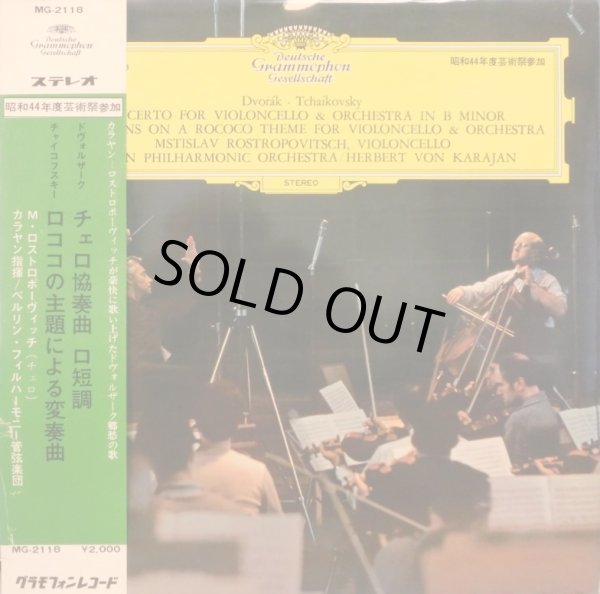 MG-2118
Deutsche
Grammophon
Gesellschaft
ステレオ
昭和44年度芸術祭参加
カラヤン=ロストロポーヴィッチが豪快に歌い上げたドヴォルザーク郷愁の歌
ドヴォルザーク
チェロ協奏曲 ロ短調
チャイコフスキー
ロココの主題による変奏曲
M・ロストロポーヴィッチ(チェロ)
カラヤン指揮/ベルリン・フィルハーモニー管弦楽団
MG-2118 ¥2,000
グラモフォンレコード
Deutsche
Grammophon
Gesellschaft
昭和44年度芸術祭参加
Dvořák · Tchaikovsky
CERTO FOR VIOLONCELLO & ORCHESTRA IN B MINOR
NS ON A ROCOCO THEME FOR VIOLONCELLO & ORCHESTRA
MSTISLAV ROSTROPOVITSCH, VIOLONCELLO
N PHILHARMONIC ORCHESTRA/HERBERT VON KARAJAN
STEREO
SOLD OUT